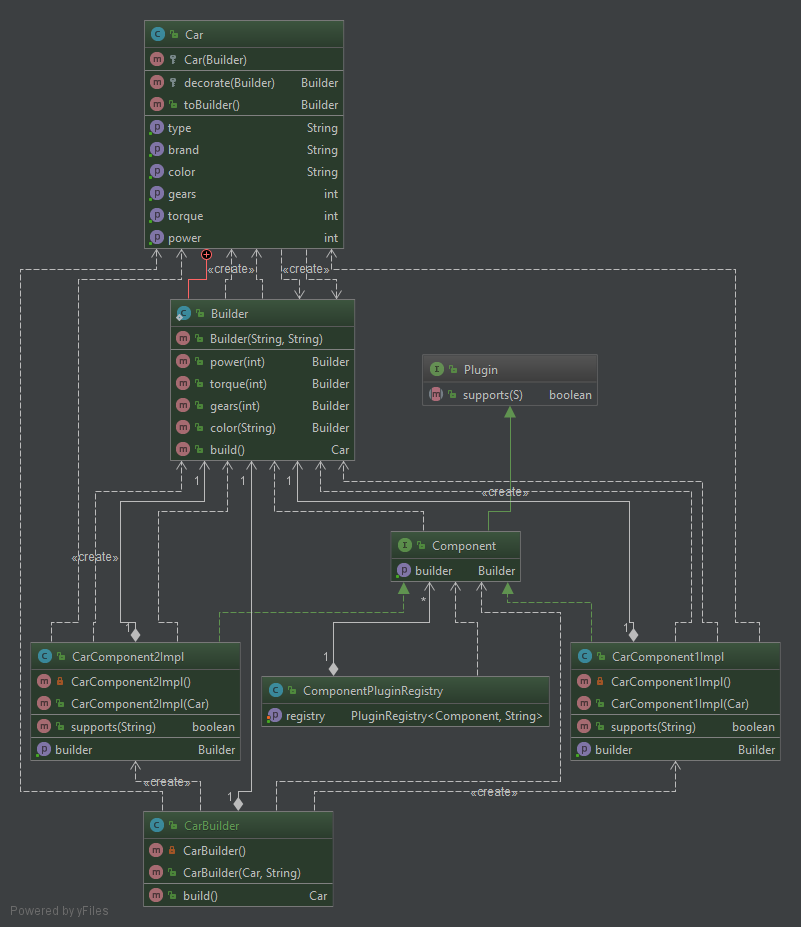 Car
Car(Builder)
decorate(Builder) Builder
toBuilder() Builder
type String
brand String
color String
gears int
torque int
power int
«create» «create»
Builder
Builder(String, String)
power(int) Builder
torque(int) Builder
gears(int) Builder
color(String) Builder
build() Car
Plugin
supports(S) boolean
1 1 1
«create»
Component
builder Builder
«create»
*
1 1 1
CarComponent2Impl
CarComponent2Impl()
CarComponent2Impl(Car)
supports(String) boolean
builder Builder
ComponentPluginRegistry
registry PluginRegistry<Component, String>
CarComponent1Impl
CarComponent1Impl()
CarComponent1Impl(Car)
supports(String) boolean
builder Builder
«create» «create»
1
CarBuilder
CarBuilder()
CarBuilder(Car, String)
build() Car
Powered by yFiles